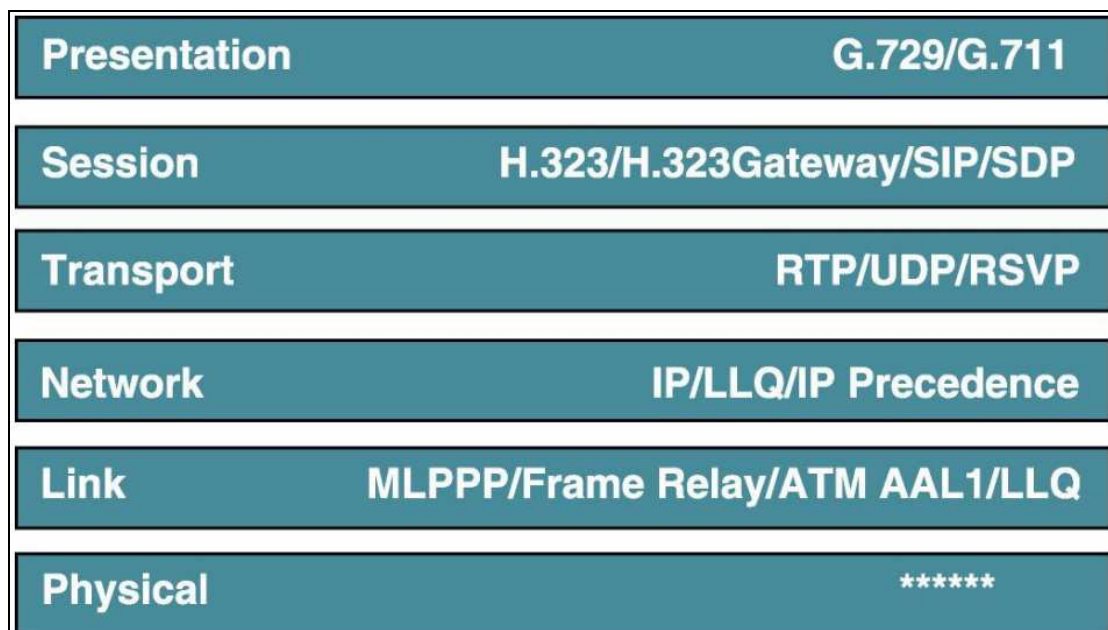 Presentation G.729/G.711
Session H.323/H.323Gateway/SIP/SDP
Transport RTP/UDP/RSVP
Network IP/LLQ/IP Precedence
Link MLPPP/Frame Relay/ATM AAL1/LLQ
Physical ******